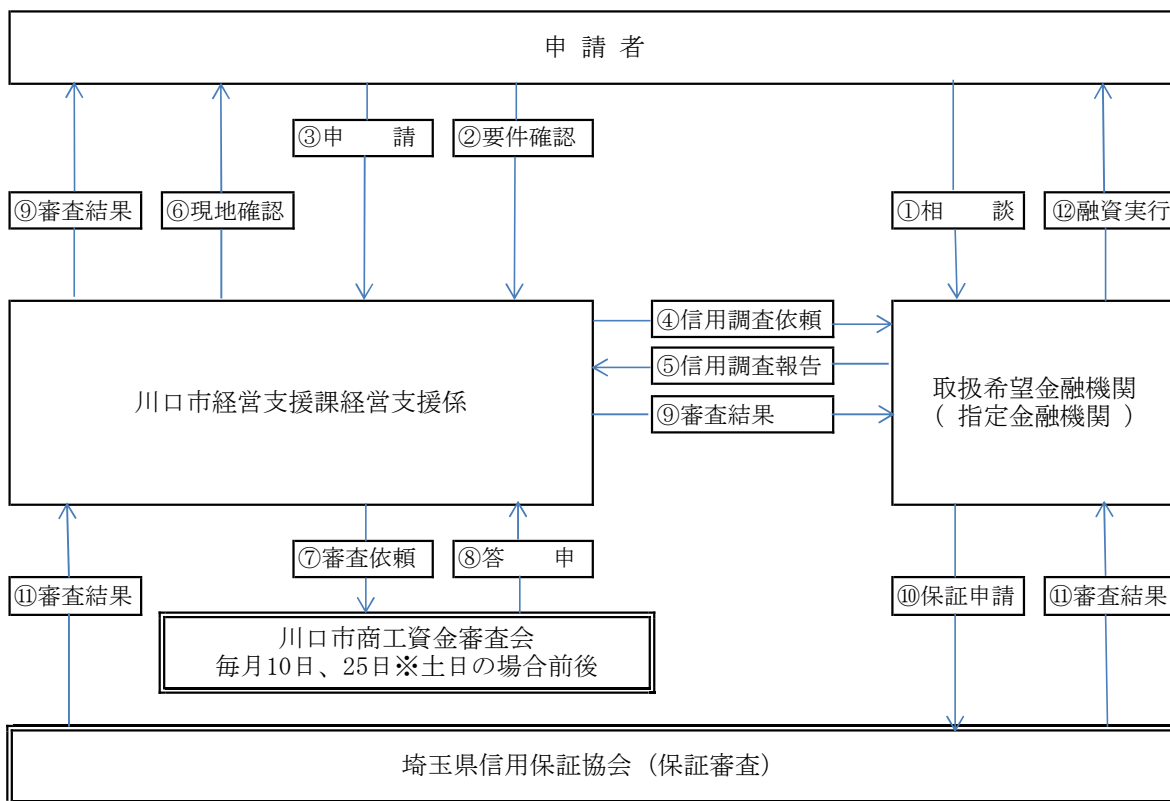 申 請 者
③申　　請
②要件確認
⑨審査結果
⑥現地確認
①相　　談
⑫融資実行
④信用調査依頼
⑤信用調査報告
⑨審査結果
川口市経営支援課経営支援係
取扱希望金融機関
( 指定金融機関 )
⑦審査依頼
⑧答　　申
⑪審査結果
⑩保証申請
⑪審査結果
川口市商工資金審査会
毎月10日、25日※土日の場合前後
埼玉県信用保証協会（保証審査）